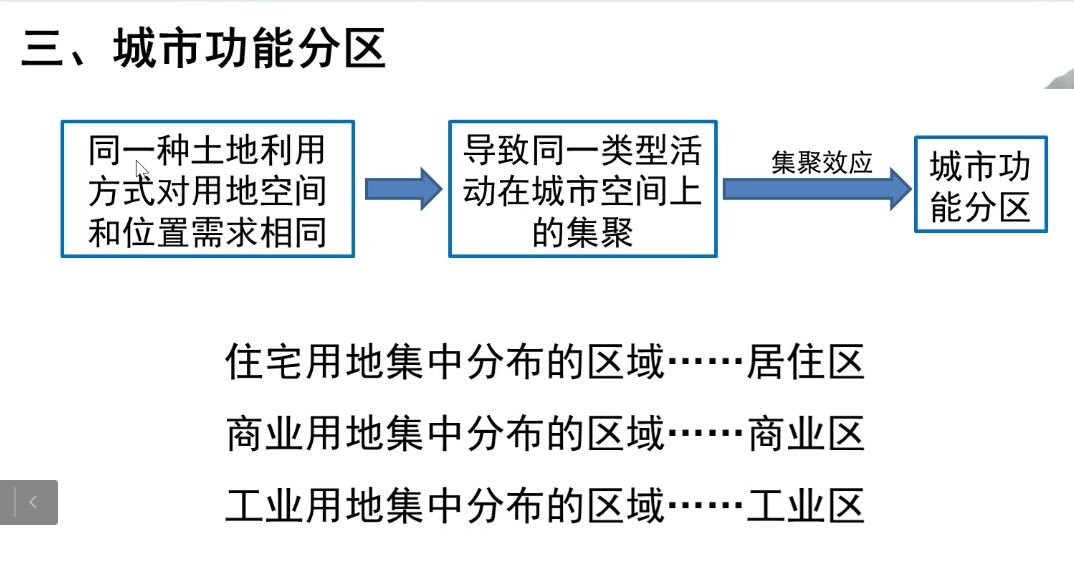 三、城市功能分区
同一种土地利用
方式对用地空间
和位置需求相同
导致同一类型活
动在城市空间上
的集聚
集聚效应
城市功
能分区
住宅用地集中分布的区域······居住区
商业用地集中分布的区域······商业区
工业用地集中分布的区域······工业区